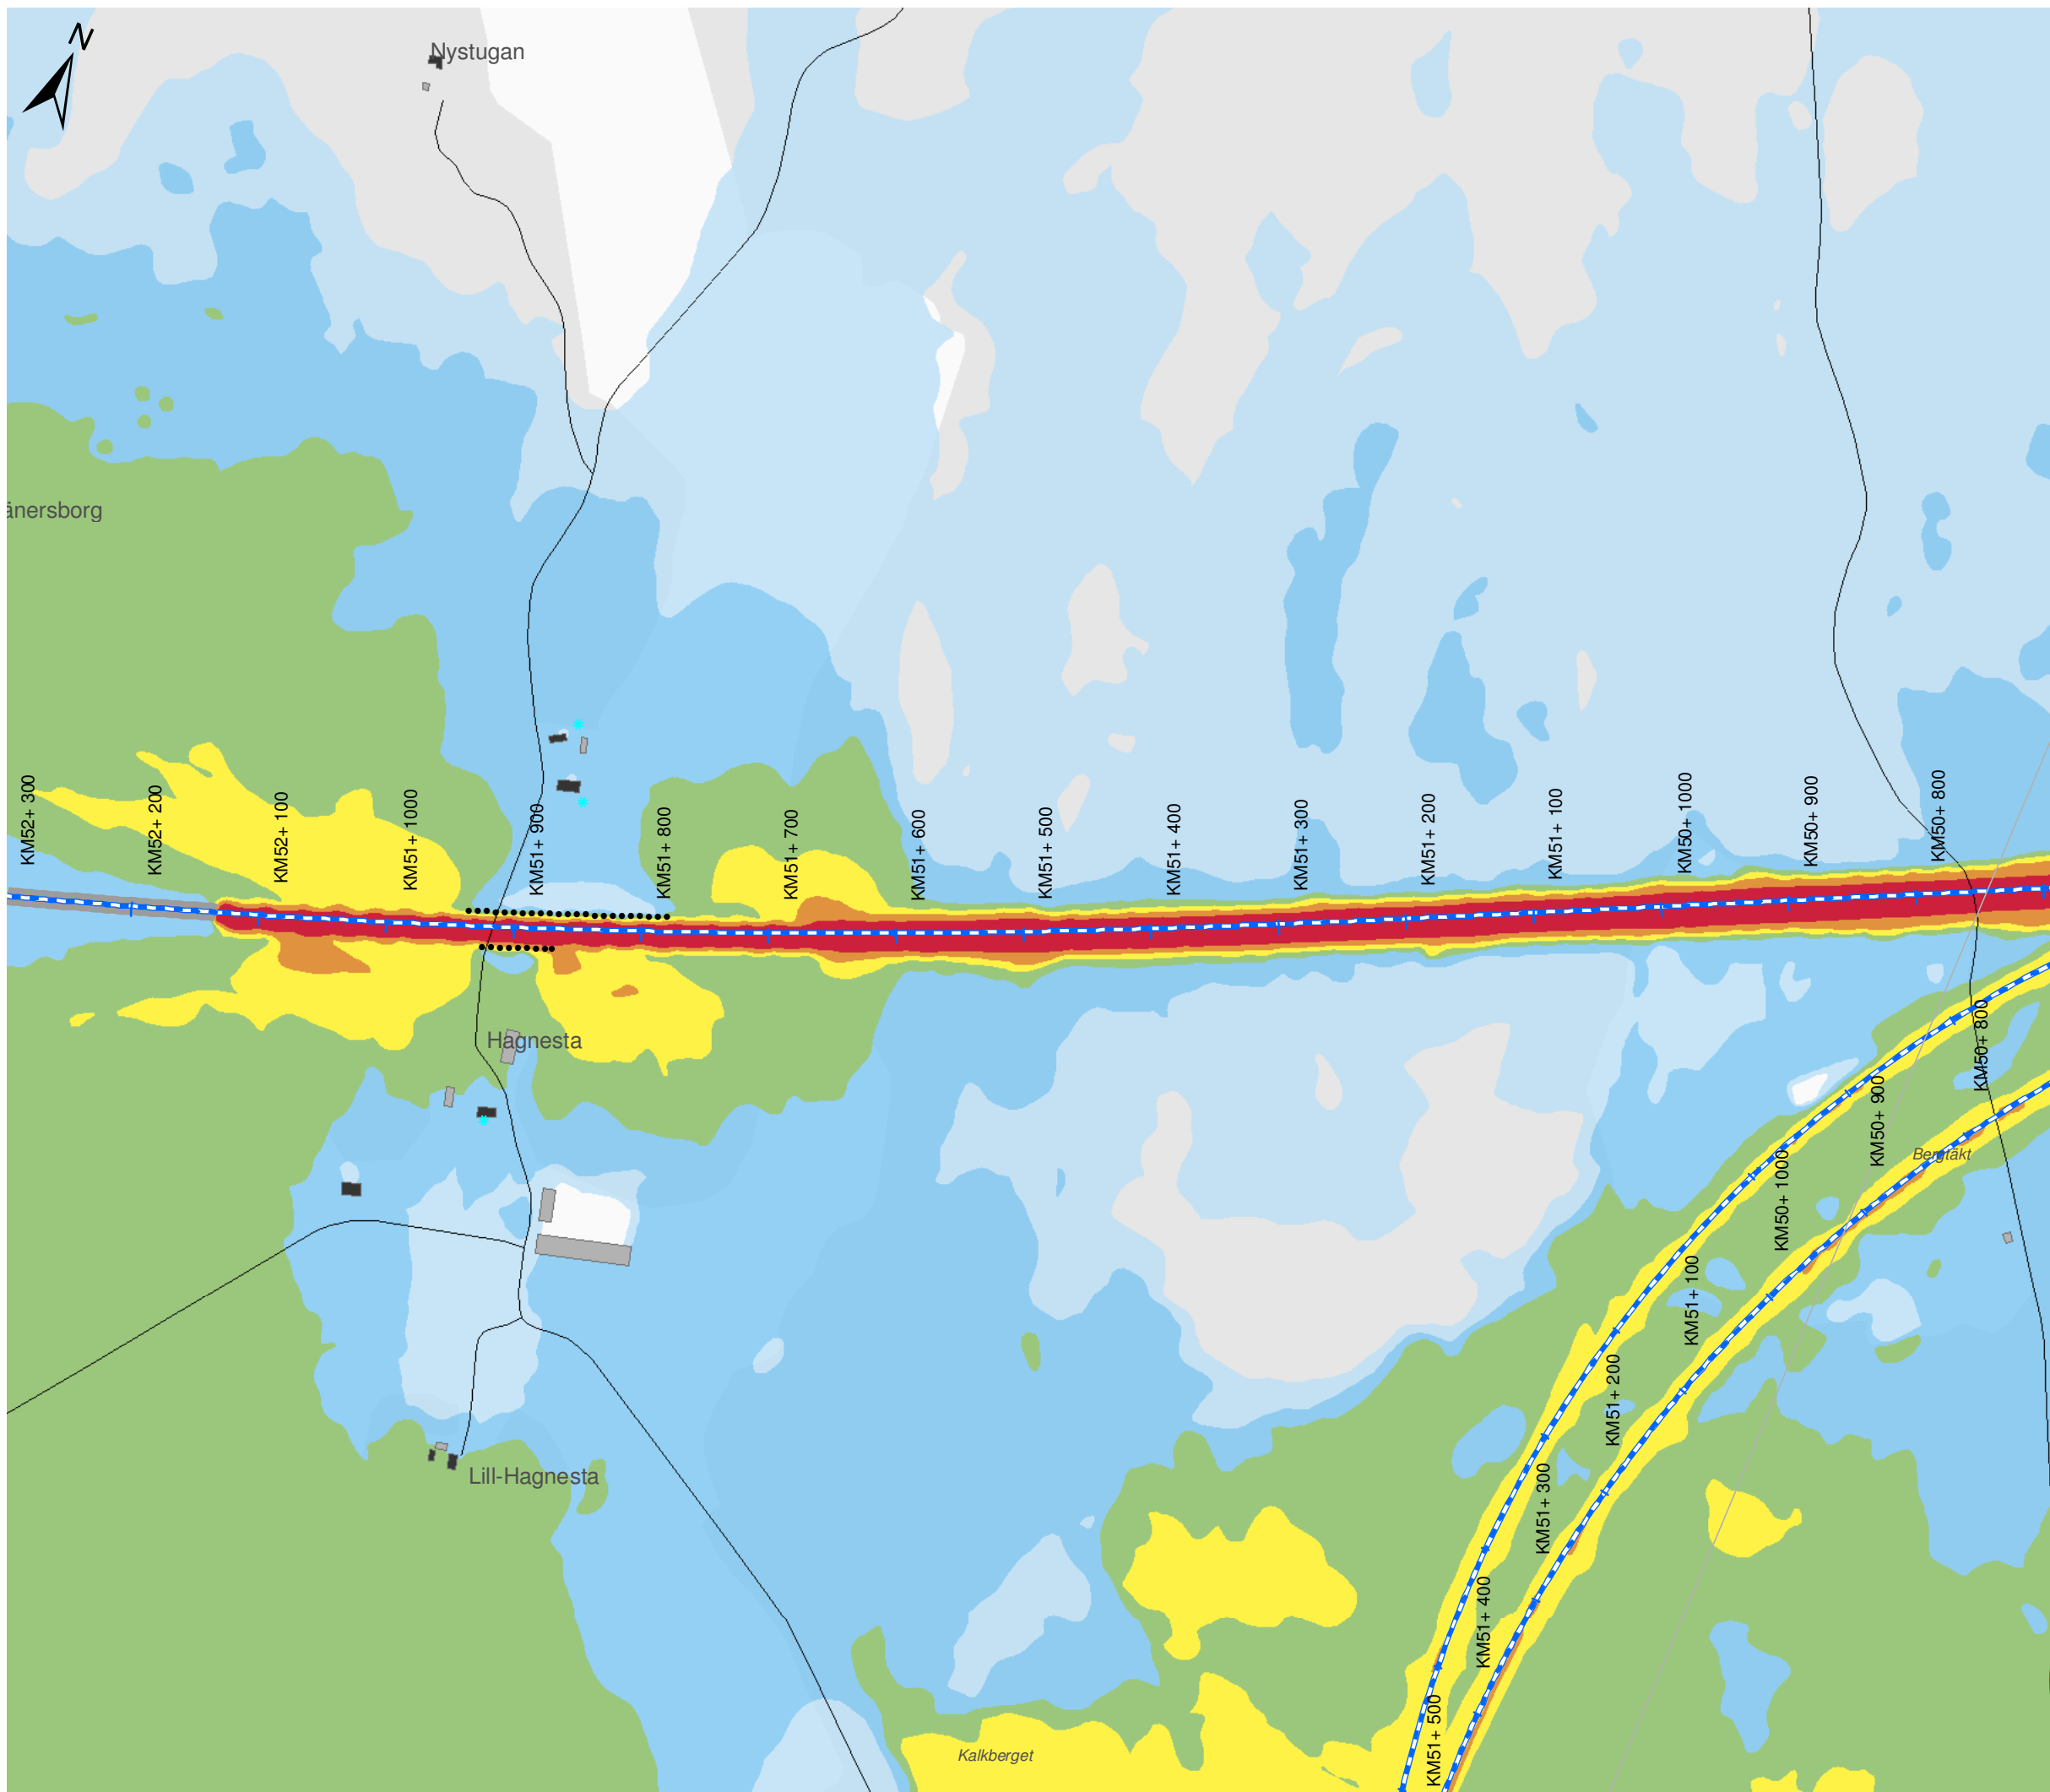 N
Nystugan
änersborg
KM52+ 300
KM52+ 200
KM52+ 100
KM51+ 1000
KM51+ 900
KM51+ 800
KM51+ 700
KM51+ 600
KM51+ 500
KM51+ 400
KM51+ 300
KM51+ 200
KM51+ 100
KM50+ 1000
KM50+ 900
KM50+ 800
Hagnesta
KM50+ 800
KM50+ 900
Bergtäkt
KM50+ 1000
KM51+ 100
KM51+ 200
KM51+ 300
Lill-Hagnesta
KM51+ 400
KM51+ 500
Kalkberget